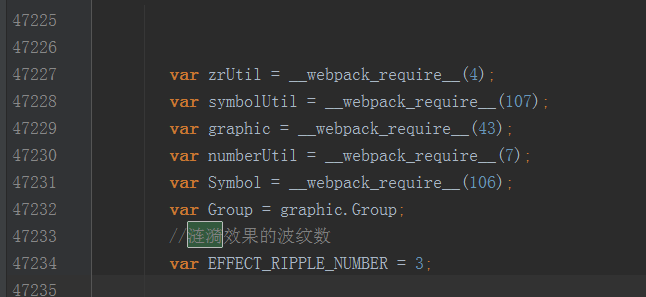 47225
47226
47227 var zrUtil = __webpack_require__(4);
47228 var symbolUtil = __webpack_require__(107);
47229 var graphic = __webpack_require__(43);
47230 var numberUtil = __webpack_require__(7);
47231 var Symbol = __webpack_require__(106);
47232 var Group = graphic.Group;
47233 //涟漪效果的波纹数
47234 var EFFECT_RIPPLE_NUMBER = 3;
47235